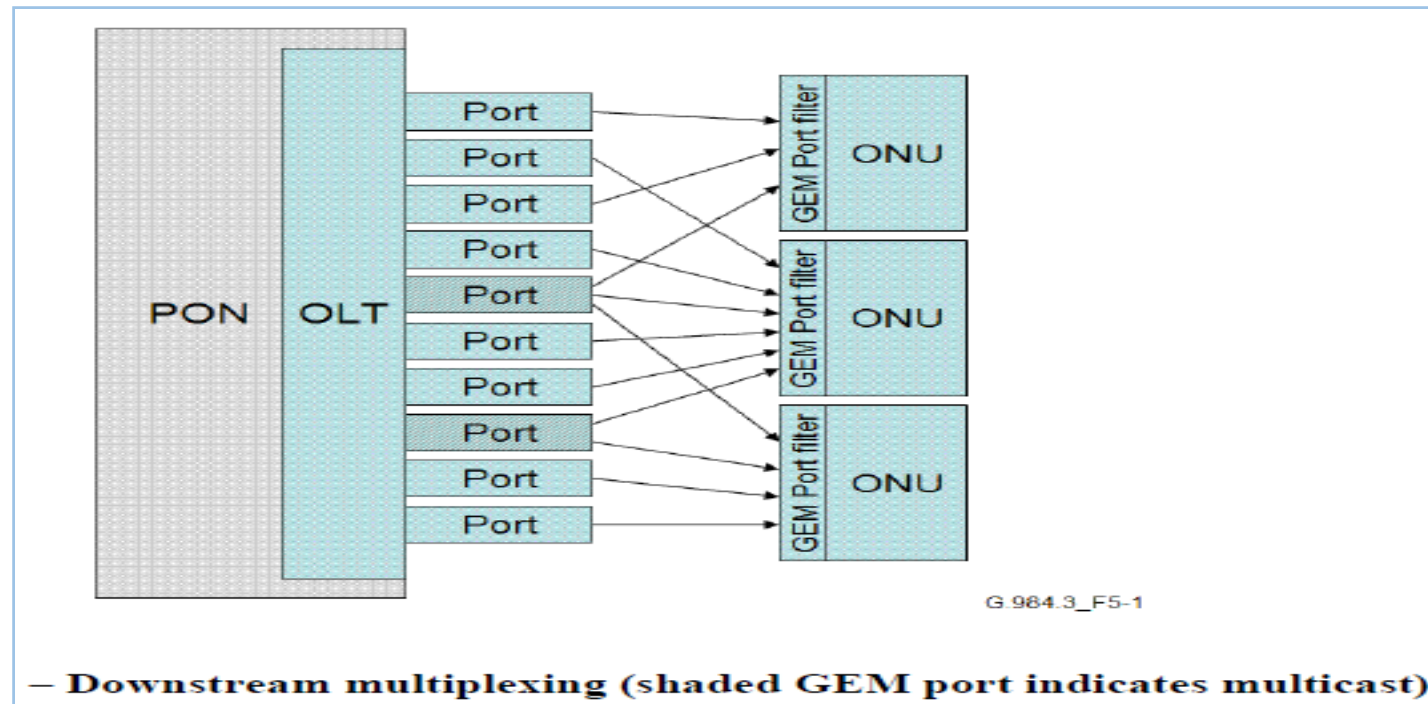 PON
OLT
Port
Port
Port
Port
Port
Port
Port
Port
Port
Port
GEM Port filter
ONU
GEM Port filter
ONU
GEM Port filter
ONU
G.984.3_F5-1
– Downstream multiplexing (shaded GEM port indicates multicast)